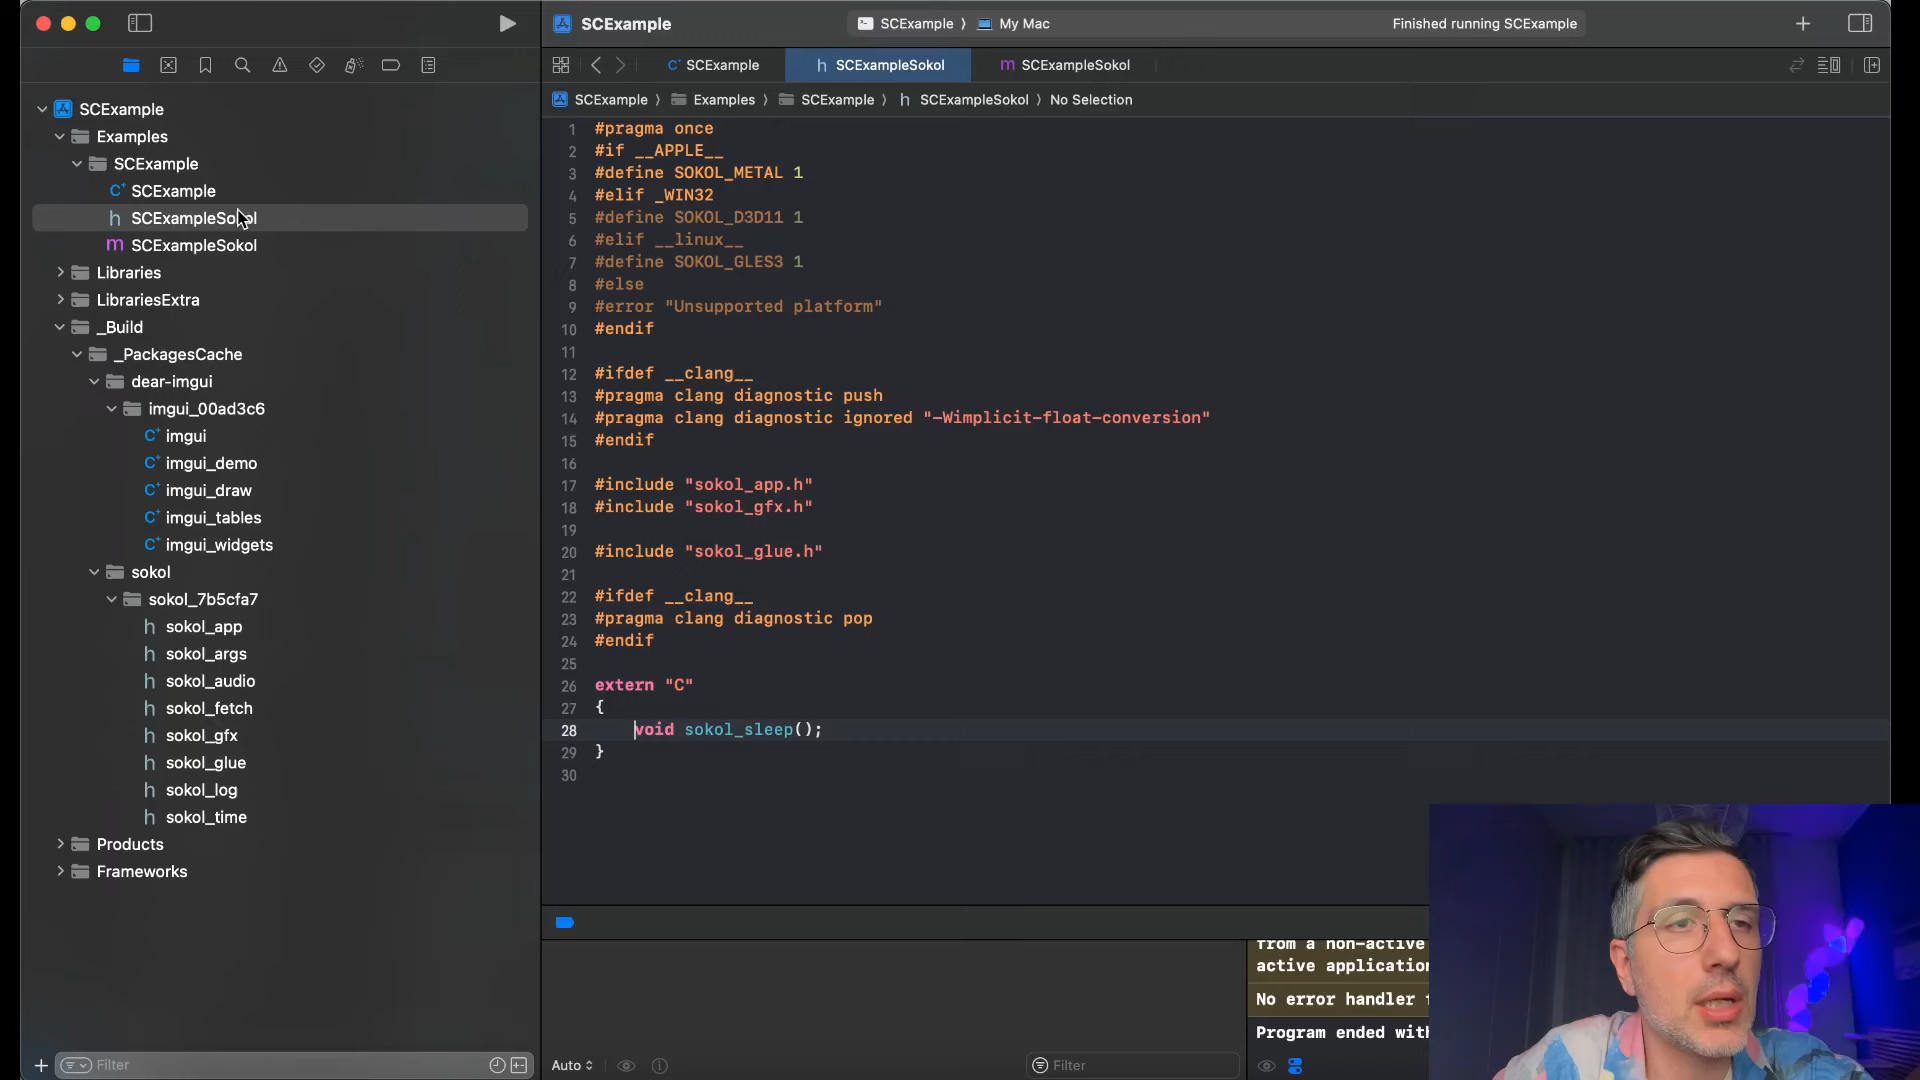 SCExample
SCExample
My Mac
Finished running SCExample
SCExample
SCExampleSokol
SCExampleSokol
SCExample
Examples
SCExample
SCExampleSokol
No Selection
SCExample
Examples
SCExample
SCExample
SCExampleSokol
SCExampleSokol
Libraries
LibrariesExtra
_Build
_PackagesCache
dear-imgui
imgui_00ad3c6
imgui
imgui_demo
imgui_draw
imgui_tables
imgui_widgets
sokol
sokol_7b5cfa7
sokol_app
sokol_args
sokol_audio
sokol_fetch
sokol_gfx
sokol_glue
sokol_log
sokol_time
Products
Frameworks
Filter
1 #pragma once
2 #if __APPLE__
3 #define SOKOL_METAL 1
4 #elif _WIN32
5 #define SOKOL_D3D11 1
6 #elif __linux__
7 #define SOKOL_GLES3 1
8 #else
9 #error "Unsupported platform"
10 #endif
11
12 #ifdef __clang__
13 #pragma clang diagnostic push
14 #pragma clang diagnostic ignored "-Wimplicit-float-conversion"
15 #endif
16
17 #include "sokol_app.h"
18 #include "sokol_gfx.h"
19
20 #include "sokol_glue.h"
21
22 #ifdef __clang__
23 #pragma clang diagnostic pop
24 #endif
25
26 extern "C"
27 {
28 void sokol_sleep();
29 }
30
from a non-active
active application
No error handler
Program ended with
Auto
Filter